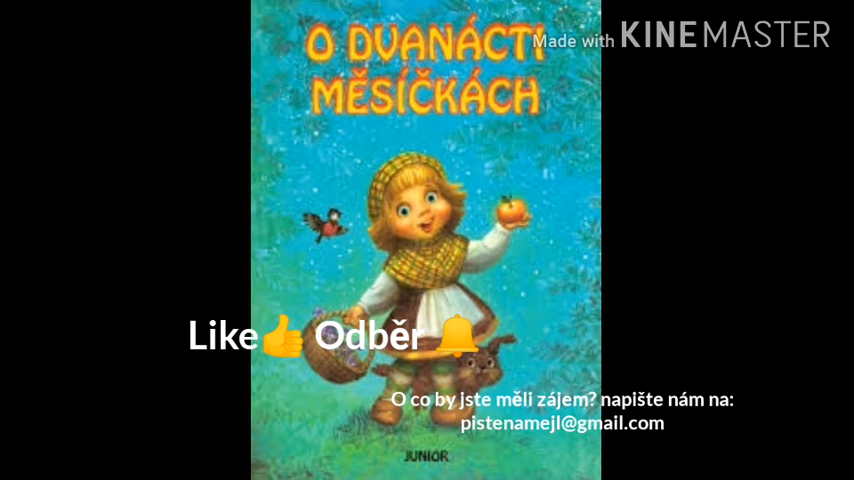 O DVANÁCTI
MĚSÍČKÁCH
Made with KINEMASTER
Like👍 Odběr 🔔
O co by jste měli zájem? napište nám na:
pistenamejl@gmail.com
JUNIOR